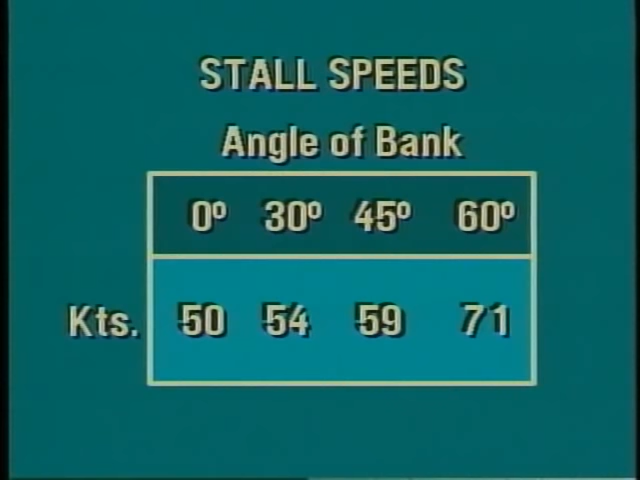 STALL SPEEDS
Angle of Bank
0º 30º 45º 60º
Kts. 50 54 59 71